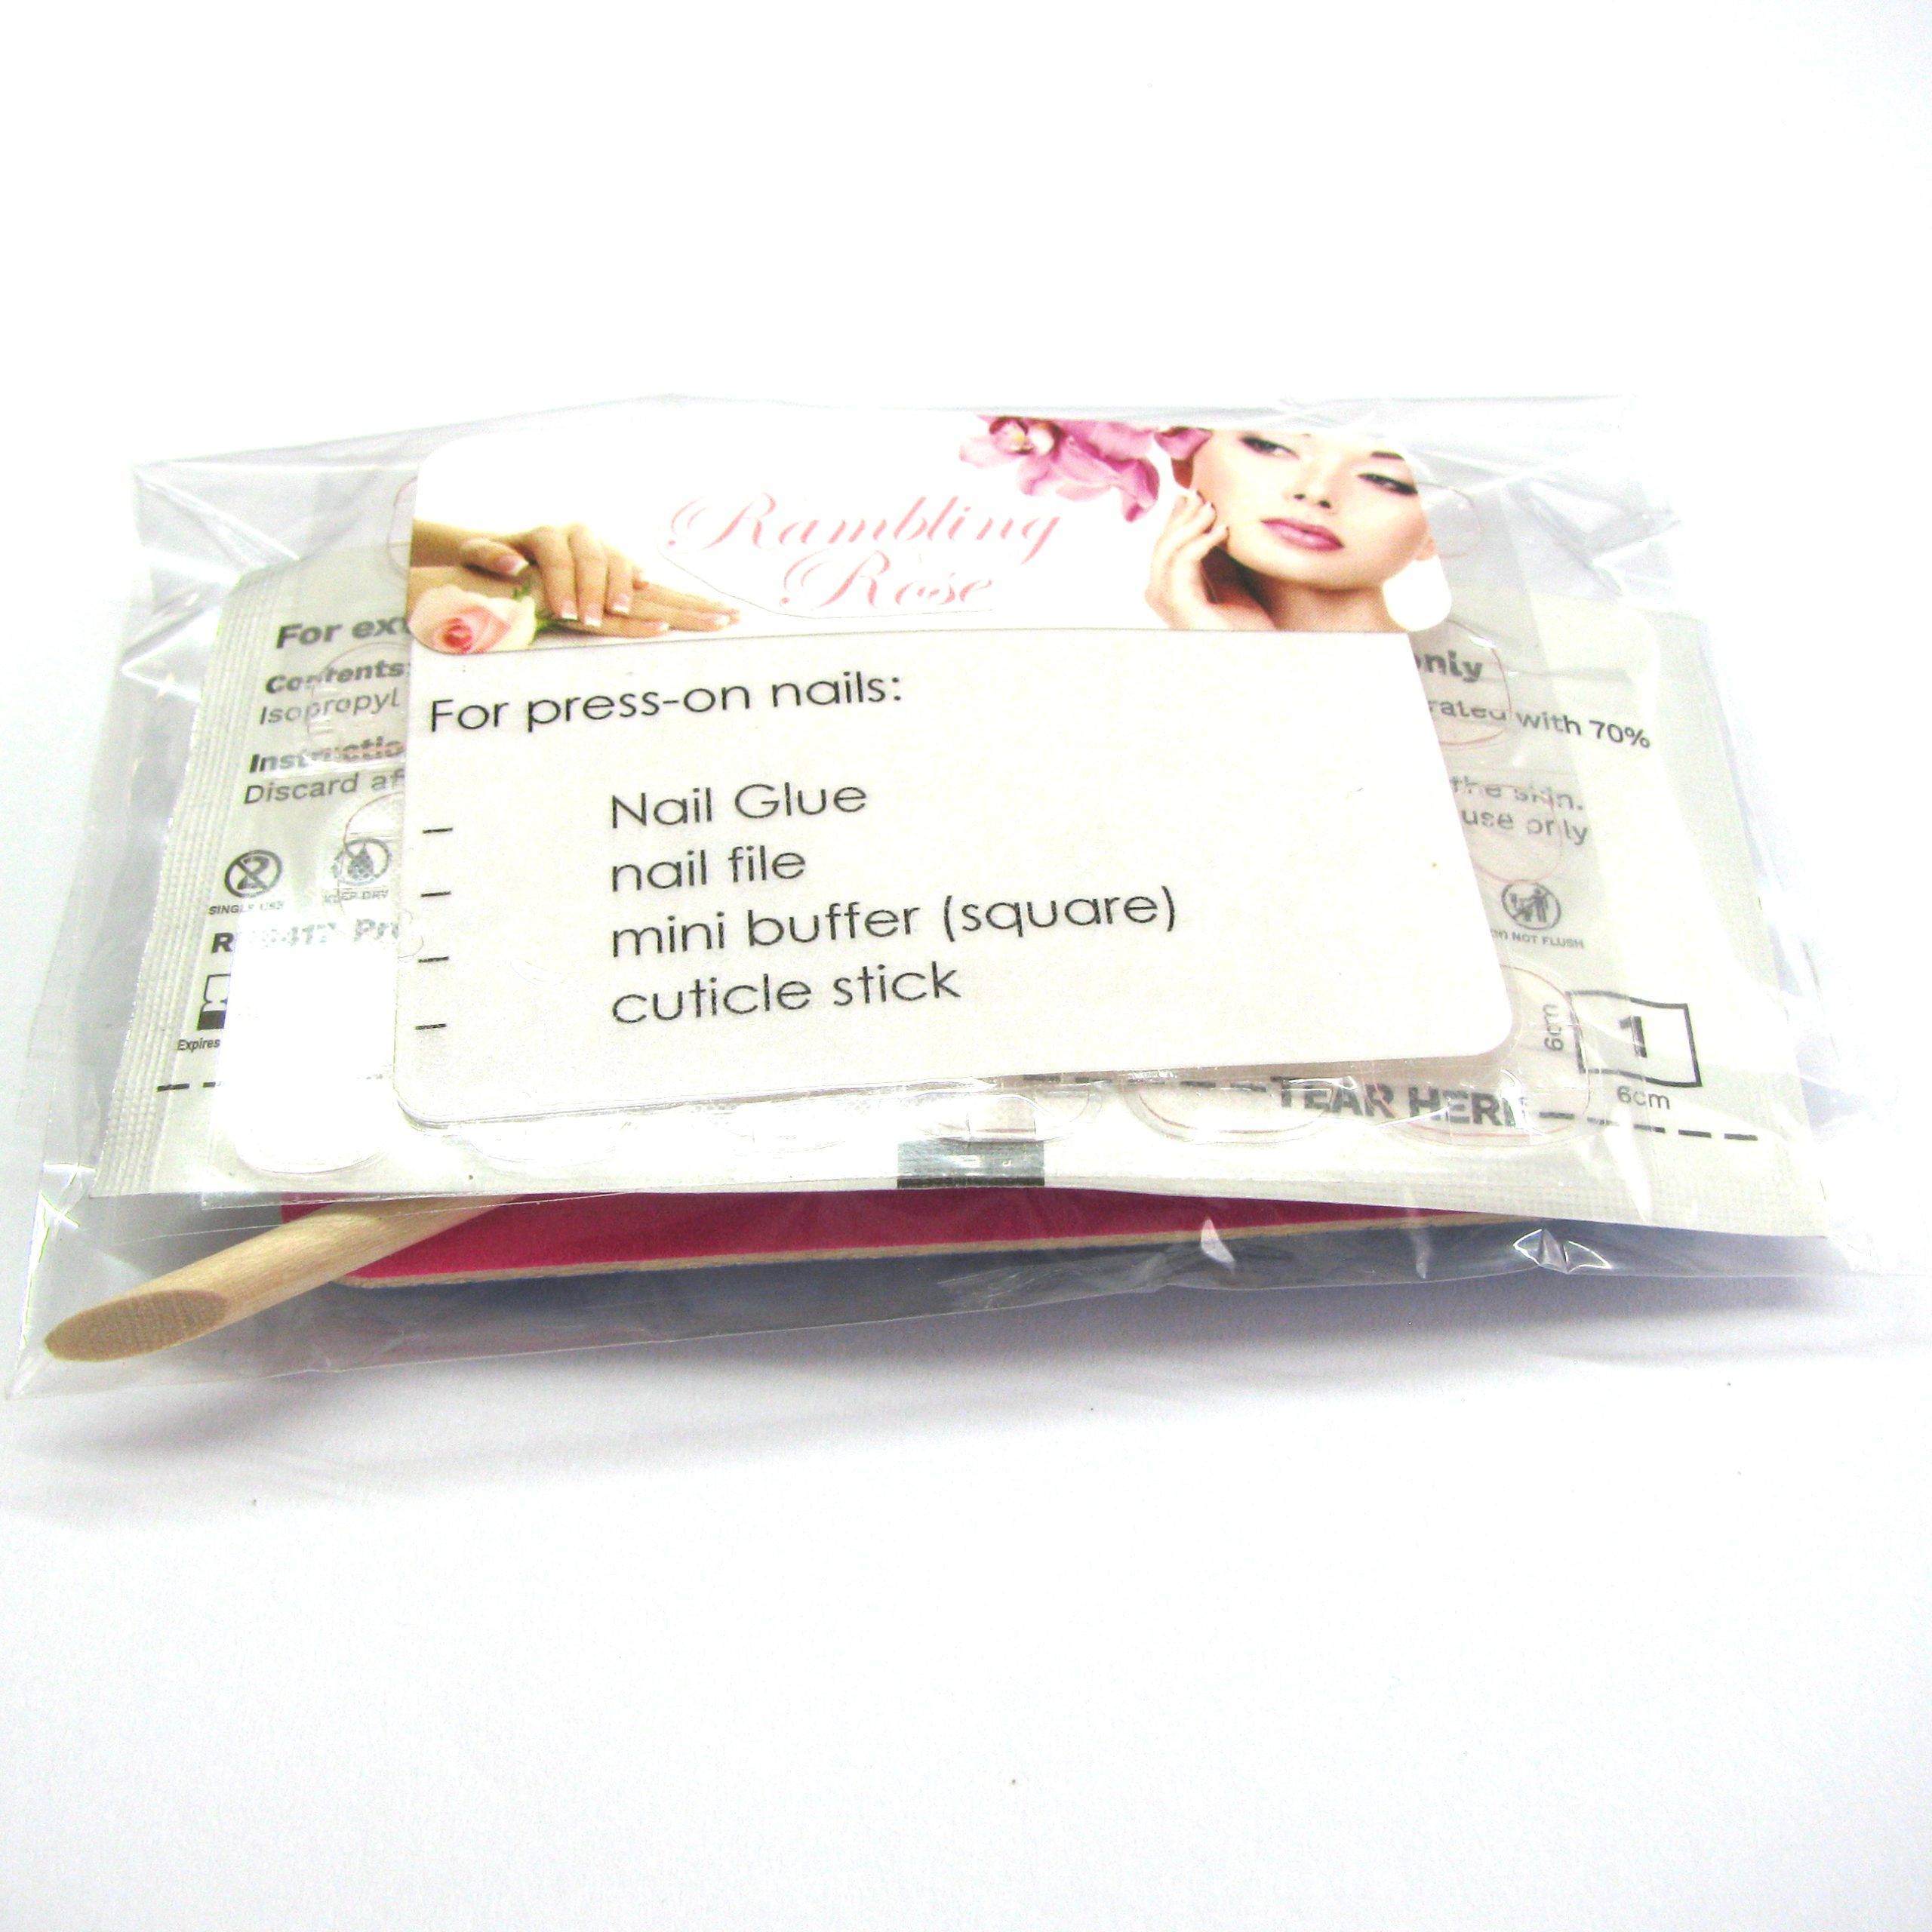 Rambling
Rose
For press-on nails:
– Nail Glue
– nail file
– mini buffer (square)
– cuticle stick
For ext
only
Contents:
Isopropyl
rated with 70%
Instructio
the skin.
Discard af
use only
SINGLE USE
KEEP DRY
DO NOT FLUSH
Expires
6cm
1
6cm
TEAR HERE